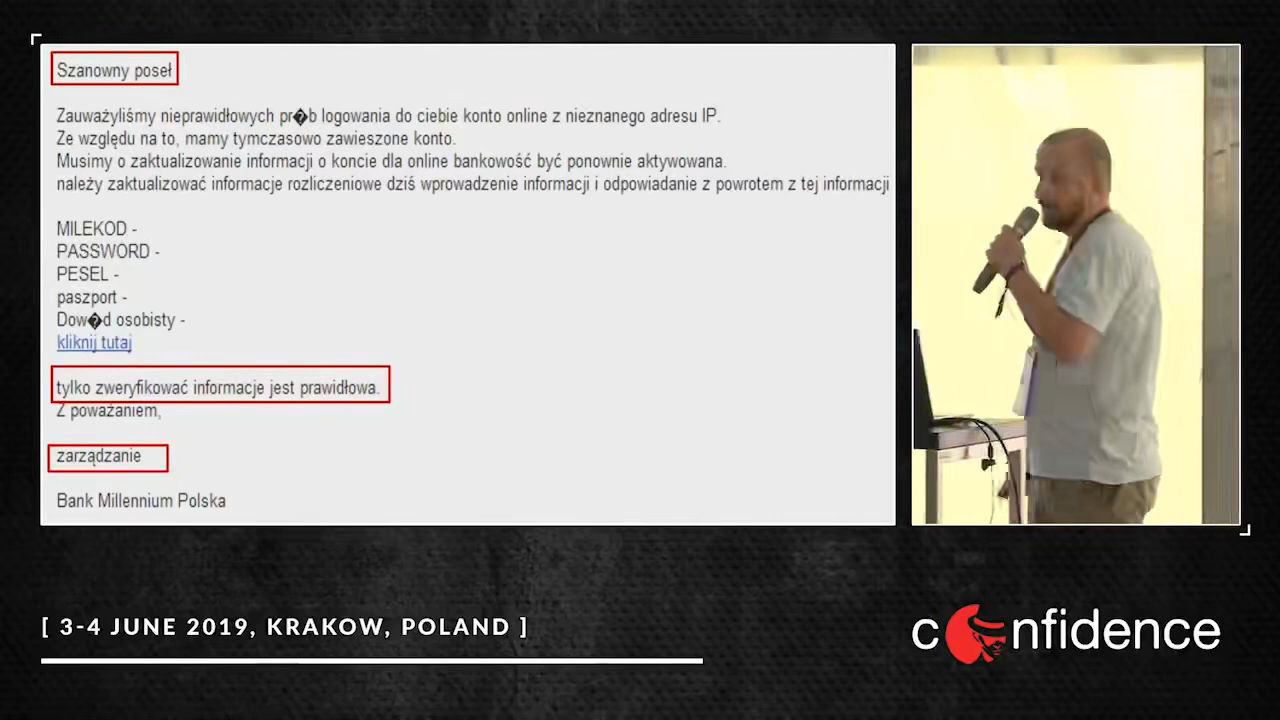 Szanowny poseł
Zauważyliśmy nieprawidłowych pr�b logowania do ciebie konto online z nieznanego adresu IP.
Ze względu na to, mamy tymczasowo zawieszone konto.
Musimy o zaktualizowanie informacji o koncie dla online bankowość być ponownie aktywowana.
należy zaktualizować informacje rozliczeniowe dziś wprowadzenie informacji i odpowiadanie z powrotem z tej informacji
MILEKOD -
PASSWORD -
PESEL -
paszport -
Dow�d osobisty -
kliknij tutaj
tylko zweryfikować informacje jest prawidłowa.
Z poważaniem,
zarządzanie
Bank Millennium Polska
[ 3-4 JUNE 2019, KRAKOW, POLAND ]
confidence